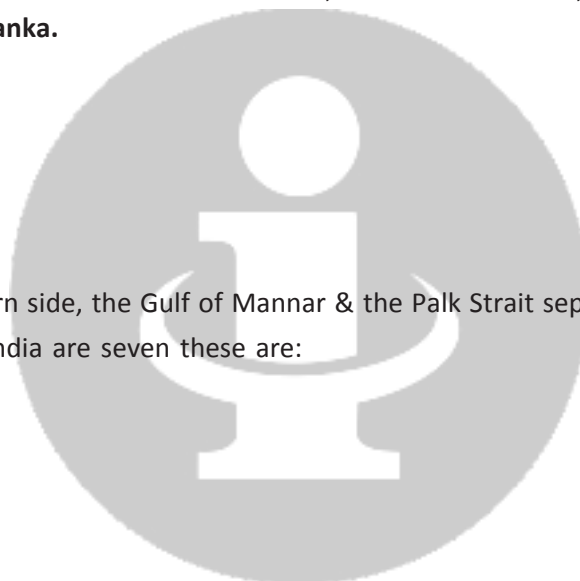 anka.
rn side, the Gulf of Mannar & the Palk Strait sep
ndia are seven these are: